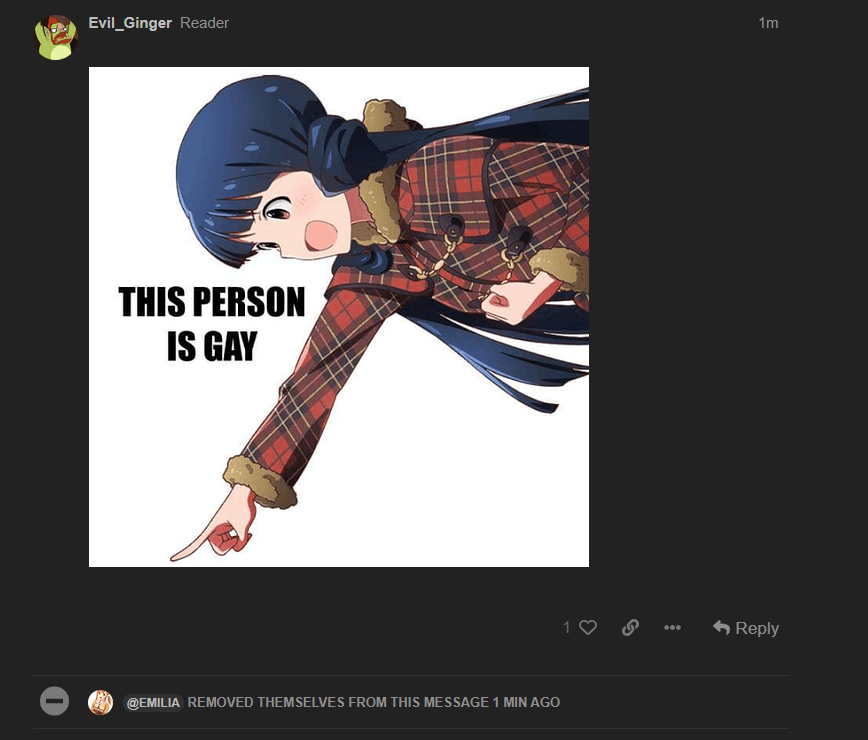 Evil_Ginger Reader 1m
THIS PERSON
IS GAY
1 Reply
@EMILIA REMOVED THEMSELVES FROM THIS MESSAGE 1 MIN AGO